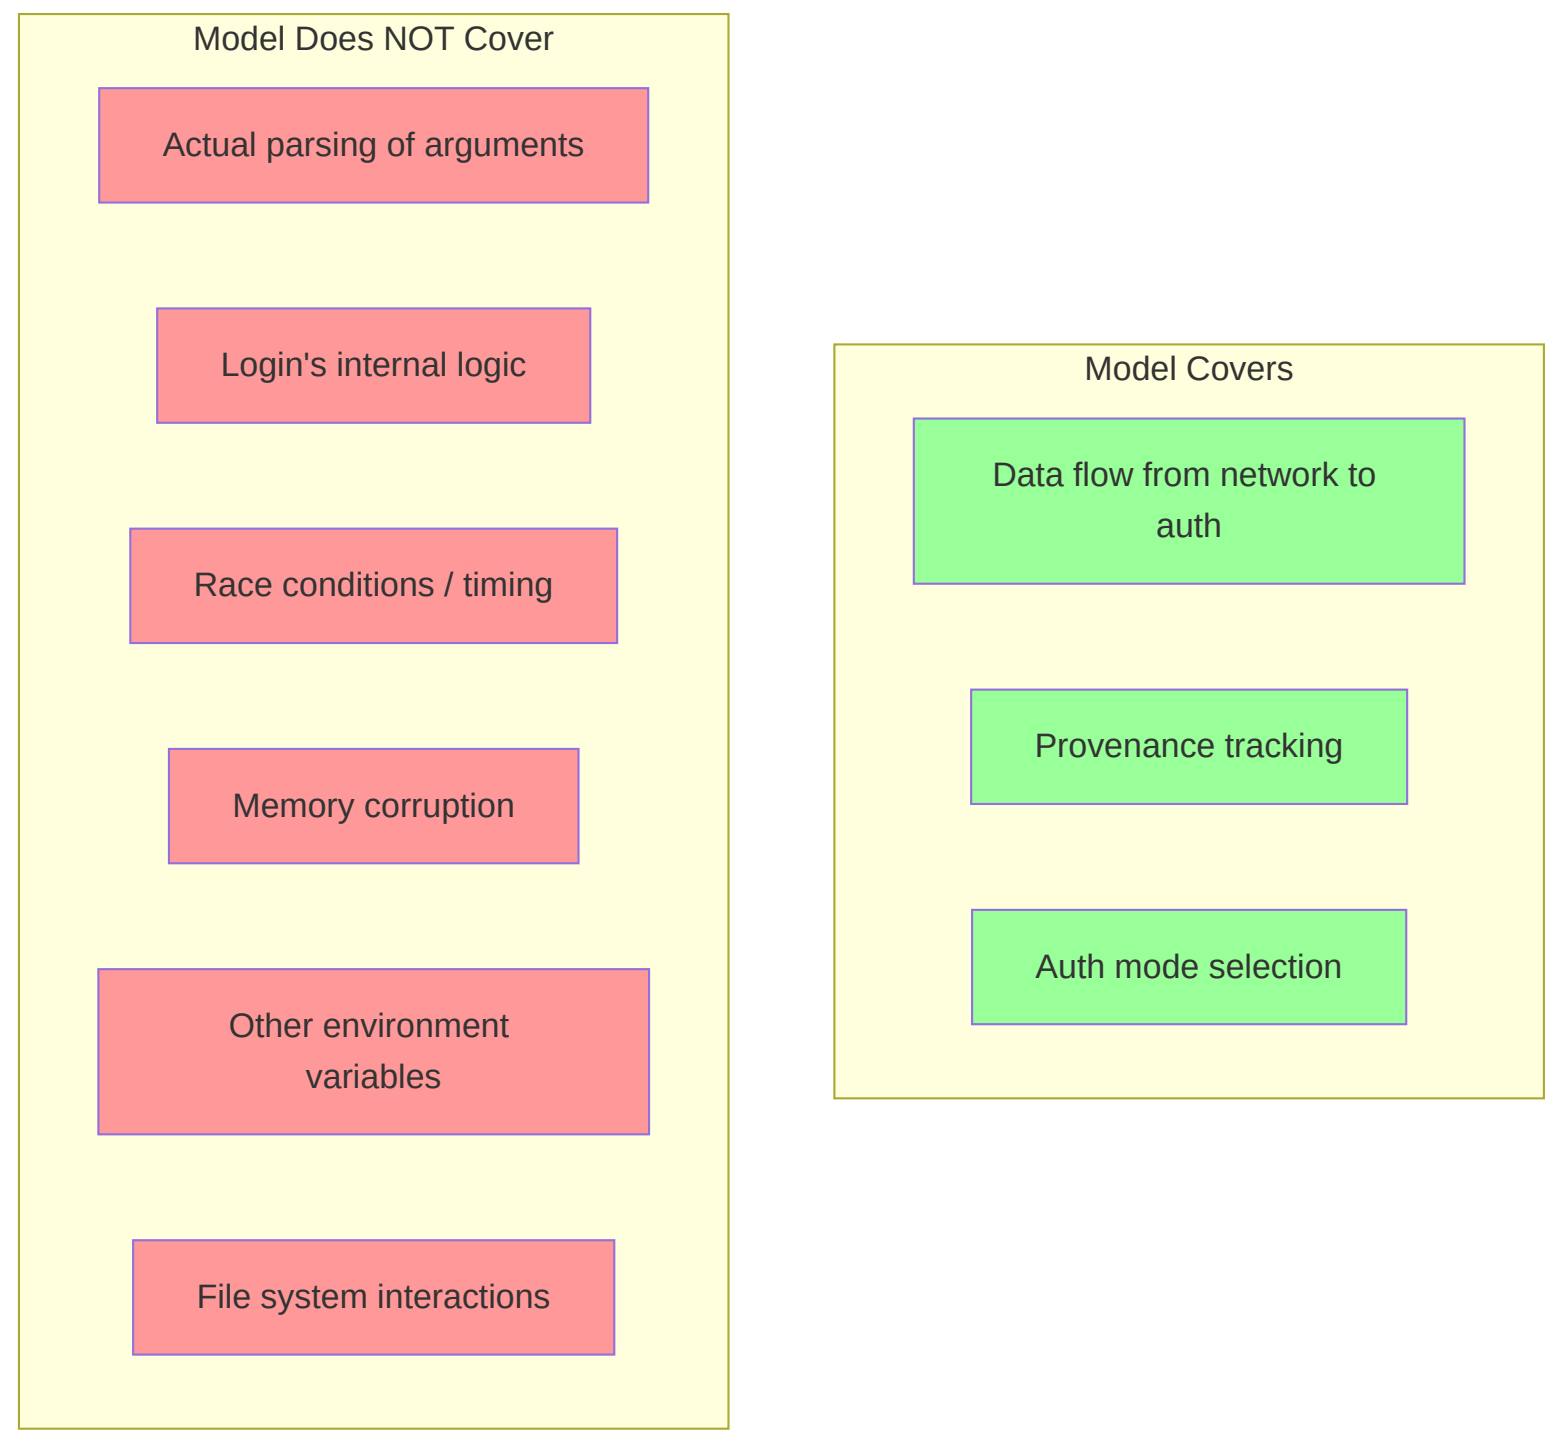 Model Does NOT Cover
Actual parsing of arguments
Login's internal logic
Race conditions / timing
Memory corruption
Other environment
variables
File system interactions
Model Covers
Data flow from network to
auth
Provenance tracking
Auth mode selection